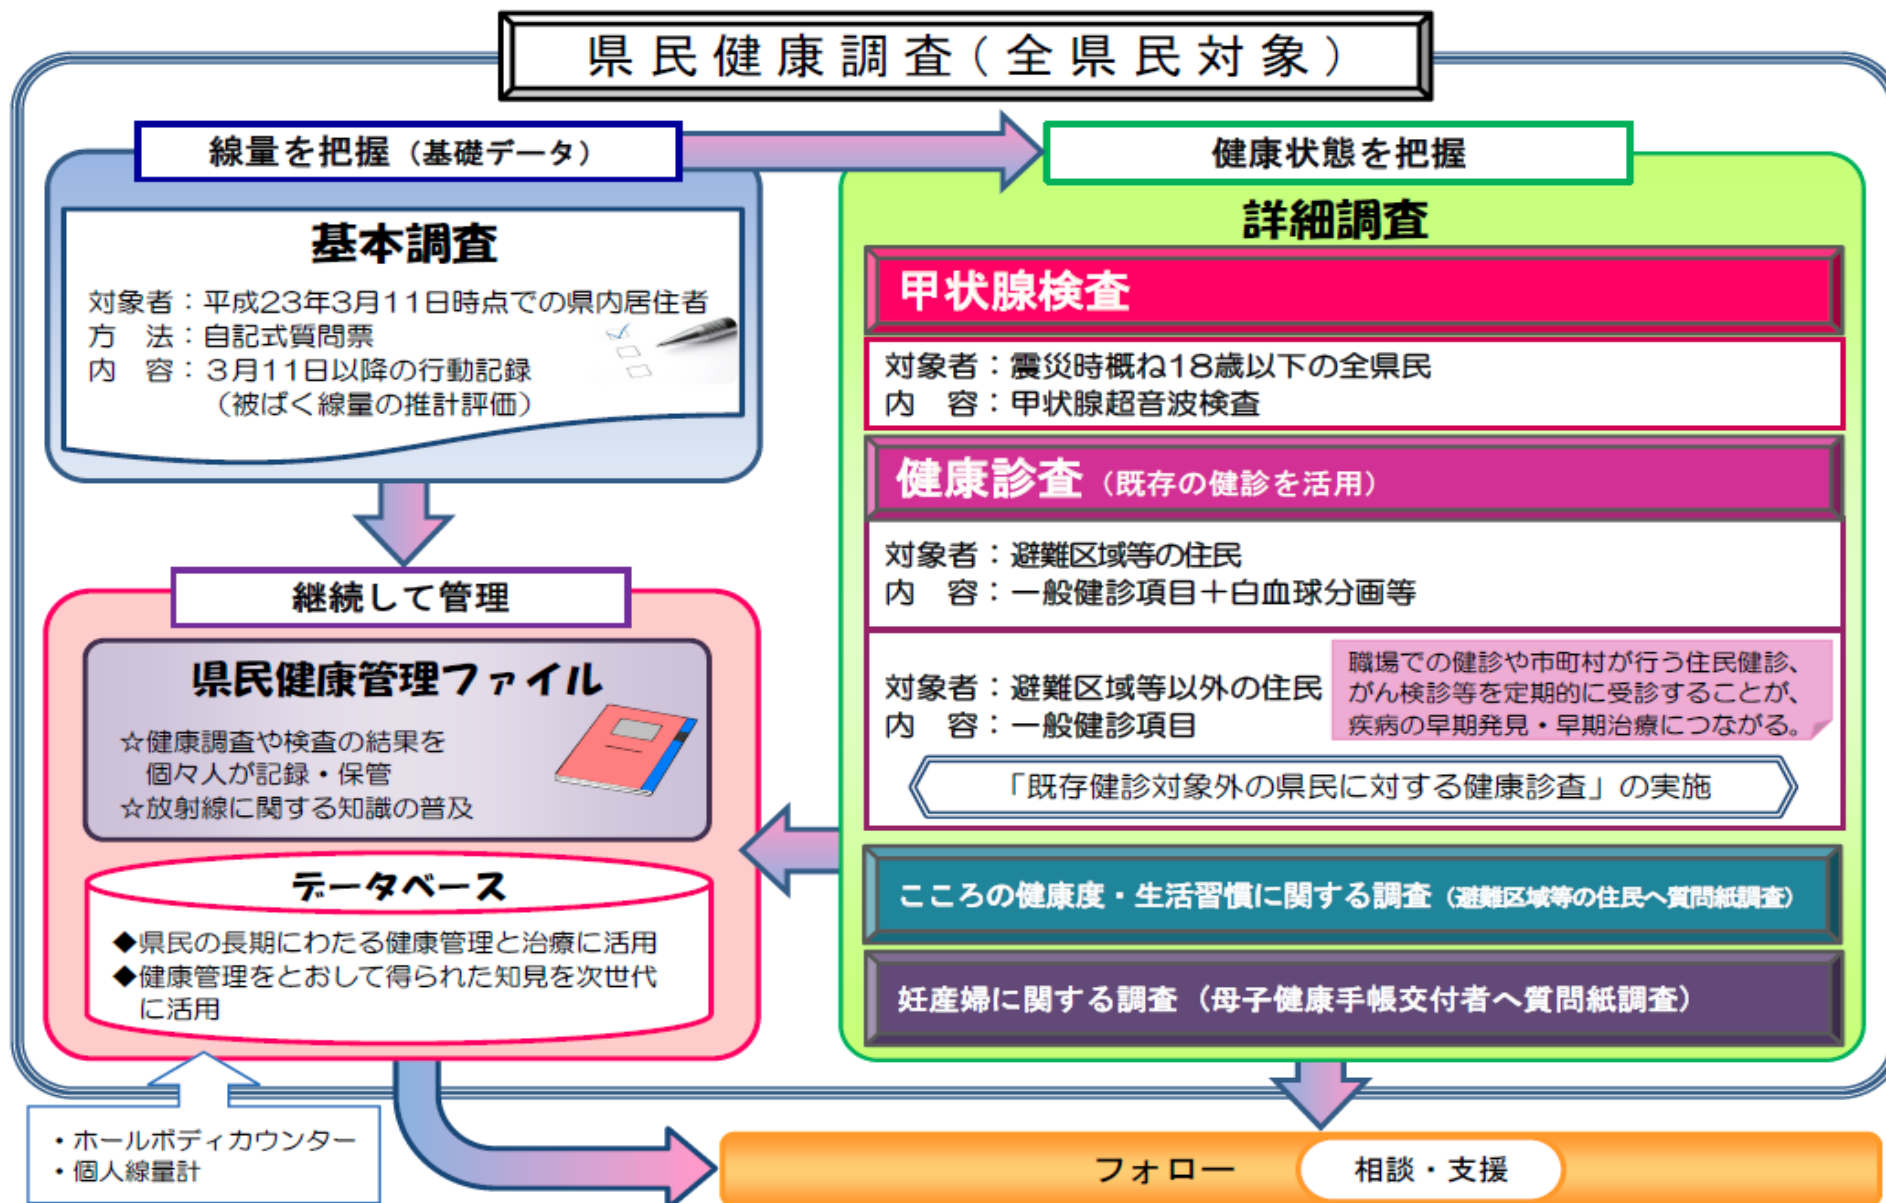 県民健康調査(全県民対象)
線量を把握(基礎データ)
基本調査
対象者：平成23年3月11日時点での県内居住者
方　法：自記式質問票
内　容：3月11日以降の行動記録
（被ばく線量の推計評価）
継続して管理
県民健康管理ファイル
☆健康調査や検査の結果を
個々人が記録・保管
☆放射線に関する知識の普及
データベース
◆県民の長期にわたる健康管理と治療に活用
◆健康管理をとおして得られた知見を次世代
に活用
・ホールボディカウンター
・個人線量計
健康状態を把握
詳細調査
甲状腺検査
対象者：震災時概ね18歳以下の全県民
内　容：甲状腺超音波検査
健康診査（既存の健診を活用）
対象者：避難区域等の住民
内　容：一般健診項目＋白血球分画等
対象者：避難区域等以外の住民
内　容：一般健診項目
職場での健診や市町村が行う住民健診、
がん検診等を定期的に受診することが、
疾病の早期発見・早期治療につながる。
「既存健診対象外の県民に対する健康診査」の実施
こころの健康度・生活習慣に関する調査（避難区域等の住民へ質問紙調査）
妊産婦に関する調査（母子健康手帳交付者へ質問紙調査）
フォロー　相談・支援